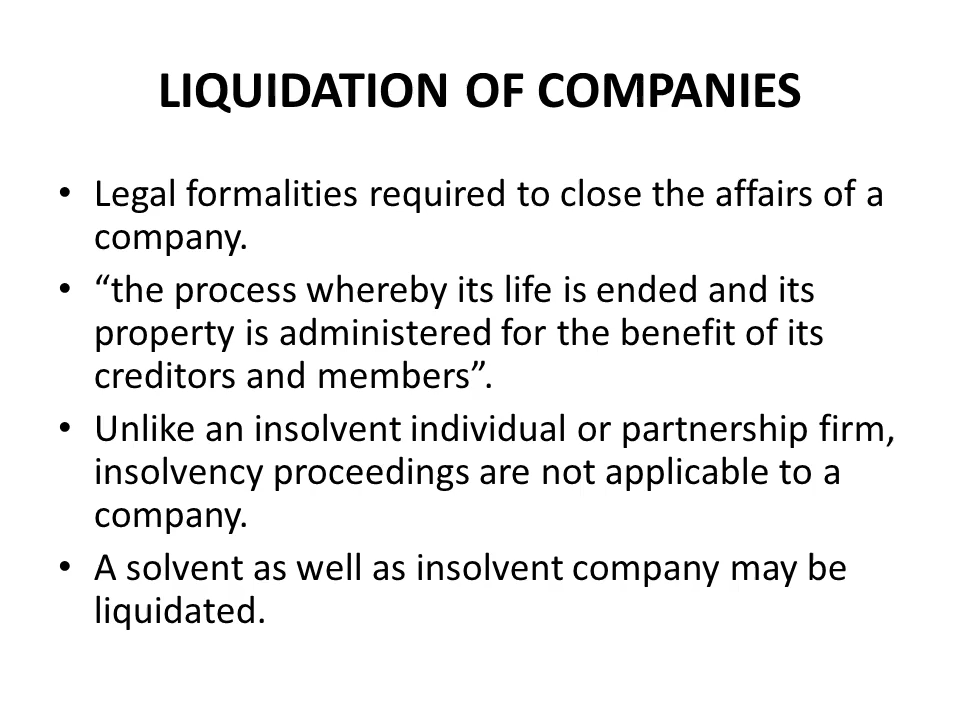 LIQUIDATION OF COMPANIES
• Legal formalities required to close the affairs of a
company.
• “the process whereby its life is ended and its
property is administered for the benefit of its
creditors and members”.
• Unlike an insolvent individual or partnership firm,
insolvency proceedings are not applicable to a
company.
• A solvent as well as insolvent company may be
liquidated.